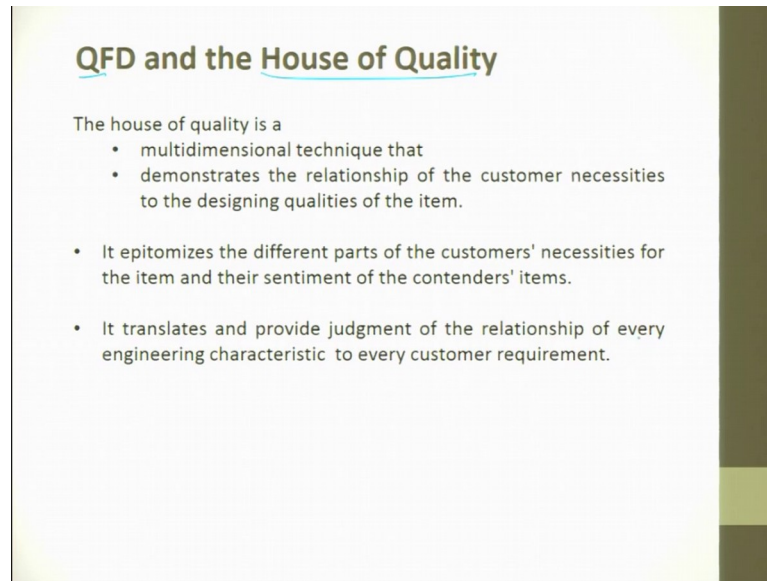 QFD and the House of Quality
The house of quality is a
• multidimensional technique that
• demonstrates the relationship of the customer necessities
to the designing qualities of the item.
• It epitomizes the different parts of the customers' necessities for
the item and their sentiment of the contenders' items.
• It translates and provide judgment of the relationship of every
engineering characteristic to every customer requirement.